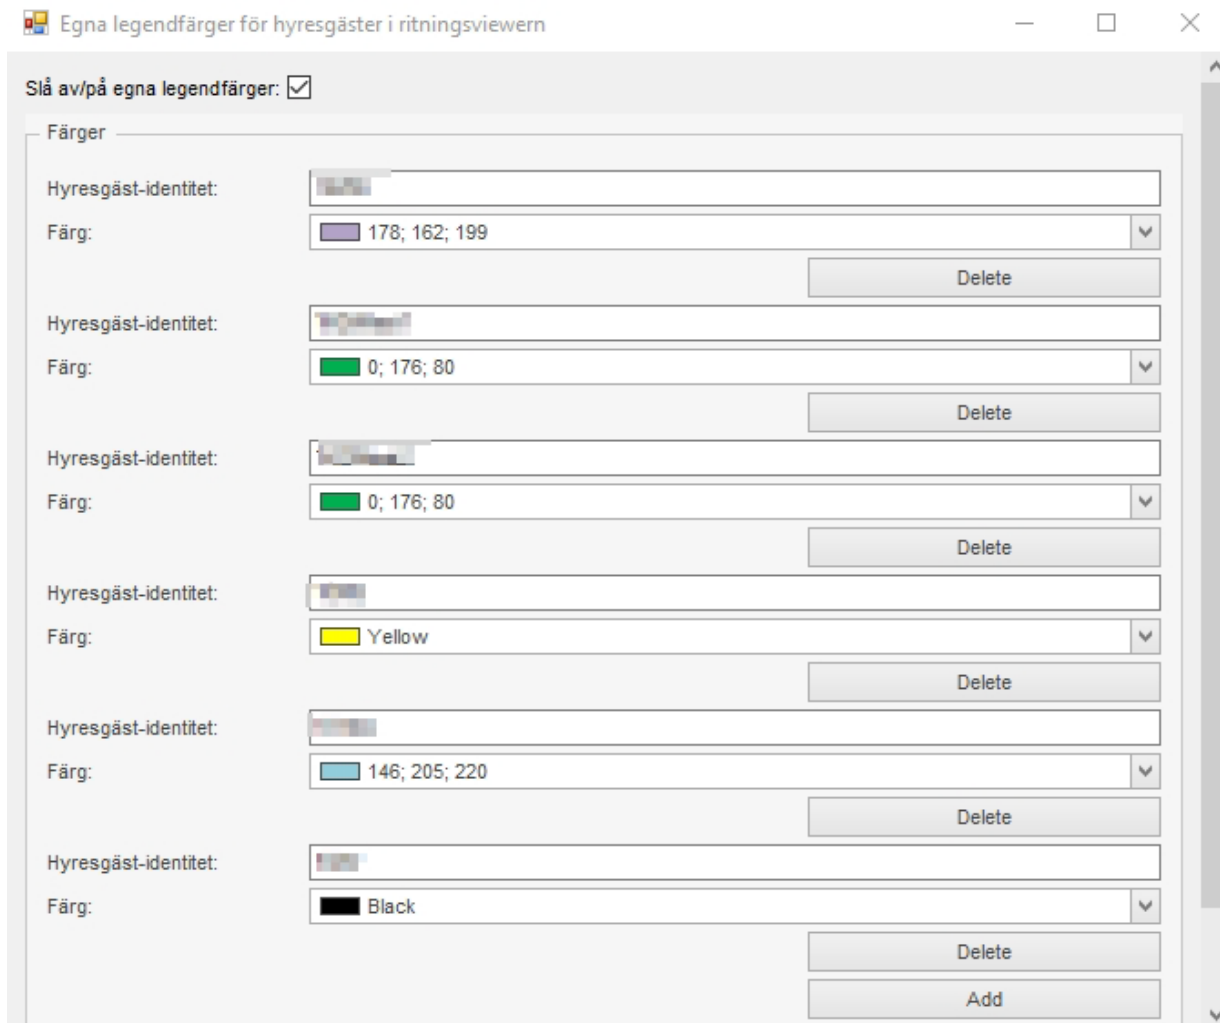 Egna legendfärger för hyresgäster i ritningsviewern
Slå av/på egna legendfärger:
Färger
Hyresgäst-identitet:
Färg: 178; 162; 199
Delete
Hyresgäst-identitet:
Färg: 0; 176; 80
Delete
Hyresgäst-identitet:
Färg: 0; 176; 80
Delete
Hyresgäst-identitet:
Färg: Yellow
Delete
Hyresgäst-identitet:
Färg: 146; 205; 220
Delete
Hyresgäst-identitet:
Färg: Black
Delete
Add